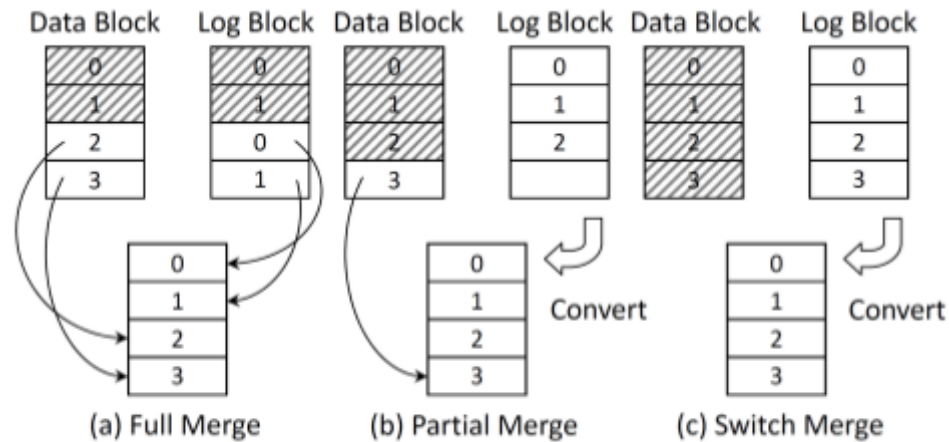 Data Block Log Block Data Block Log Block Data Block Log Block
0 0 0 0 0 0
1 1 1 1 1 1
2 0 2 2 2 2
3 1 3 3 3
0 0 0
1 1 Convert 1 Convert
2 2 2
3 3 3
(a) Full Merge (b) Partial Merge (c) Switch Merge